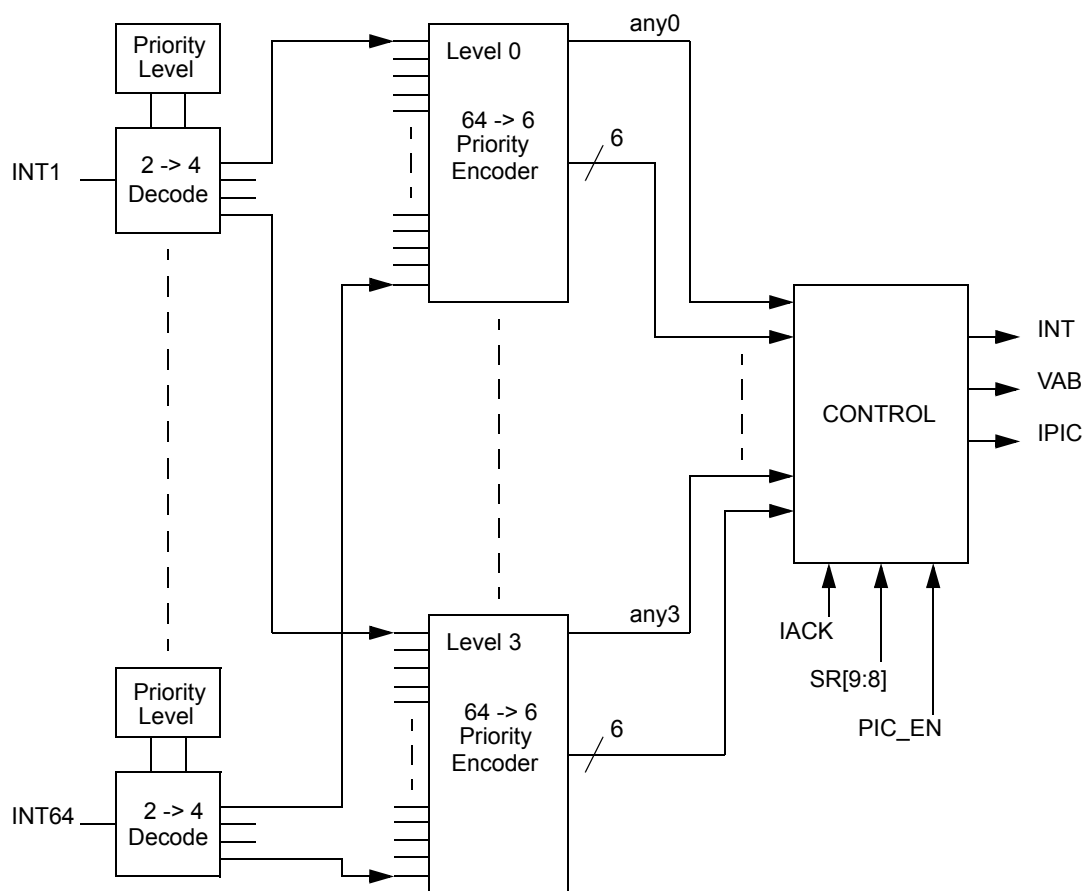 Priority
Level
INT1
2 -> 4
Decode
Level 0
64 -> 6
Priority
Encoder
any0
6
CONTROL
INT
VAB
IPIC
IACK
SR[9:8]
PIC_EN
Priority
Level
INT64
2 -> 4
Decode
Level 3
64 -> 6
Priority
Encoder
any3
6